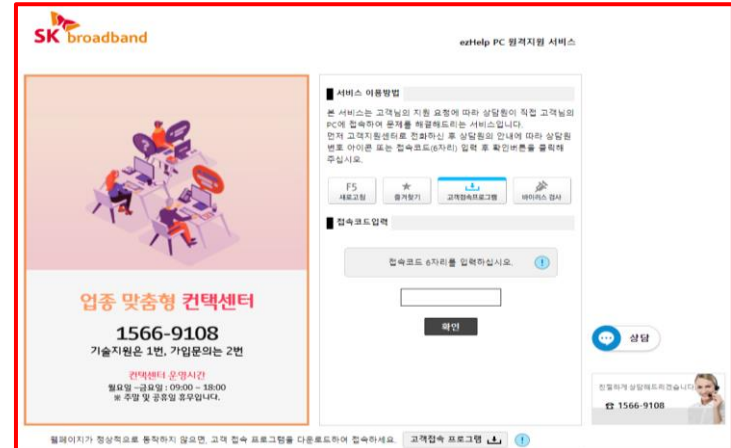 SK broadband
ezHelp PC 원격지원 서비스
서비스 이용방법
본 서비스는 고객님의 지원 요청에 따라 상담원이 직접 고객님의
PC에 접속하여 문제를 해결해드리는 서비스입니다.
먼저 고객지원센터로 전화하신 후 상담원의 안내에 따라 상담원
번호 아이콘 또는 접속코드(6자리) 입력 후 확인버튼을 클릭해
주십시오.
F5
새로고침
즐겨찾기
고객접속프로그램
바이러스 검사
접속코드입력
접속코드 6자리를 입력하십시오.
확인
업종 맞춤형 컨택센터
1566-9108
기술지원은 1번, 가입문의는 2번
컨택센터 운영시간
월요일 ~금요일 : 09:00 ~ 18:00
※ 주말 및 공휴일 휴무입니다.
상담
친절하게 상담해드리겠습니다
☎ 1566-9108
웹페이지가 정상적으로 동작하지 않으면, 고객 접속 프로그램을 다운로드하여 접속하세요.
고객접속 프로그램